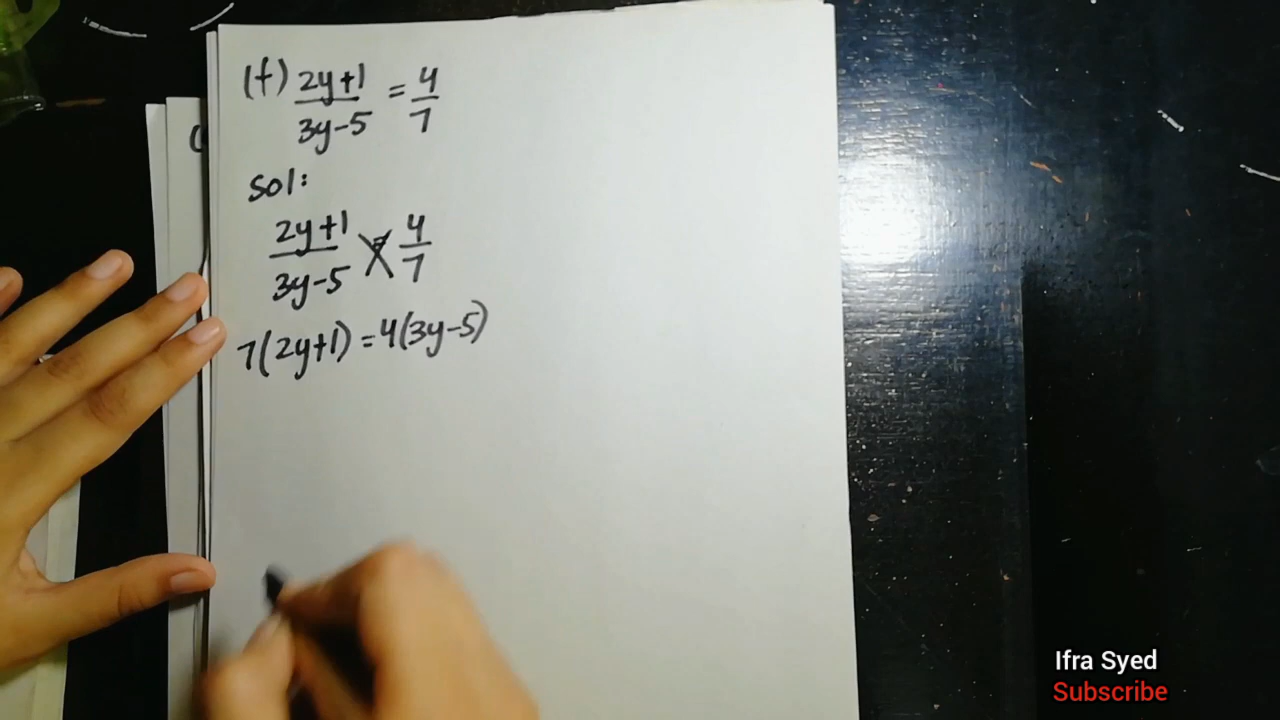 (f) 2y+1 = 4
3y-5 7
Sol:
2y+1 4
3y-5 7
7(2y+1) = 4(3y-5)
Ifra Syed
Subscribe